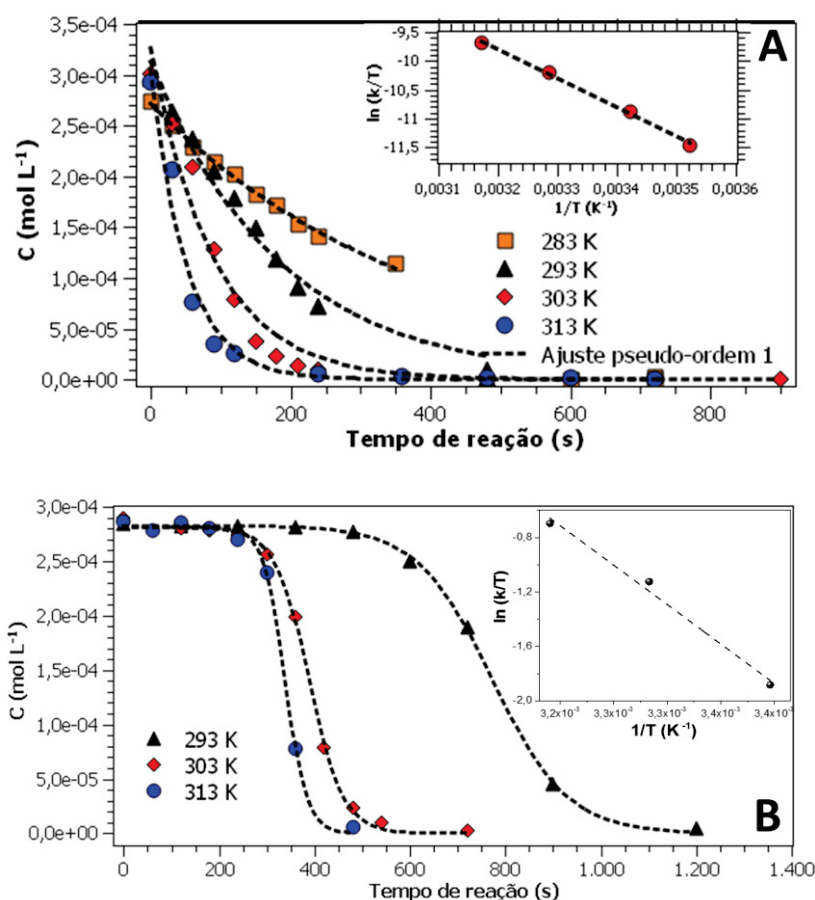 A
C (mol L⁻¹)
3,5e-04
3,0e-04
2,5e-04
2,0e-04
1,5e-04
1,0e-04
5,0e-05
0,0e+00
0 200 400 600 800
Tempo de reação (s)
ln (k/T)
-9,5
-10
-10,5
-11
-11,5
0,0031 0,0032 0,0033 0,0034 0,0035 0,0036
1/T (K⁻¹)
283 K
293 K
303 K
313 K
Ajuste pseudo-ordem 1
C (mol L⁻¹)
3,0e-04
2,5e-04
2,0e-04
1,5e-04
1,0e-04
5,0e-05
0,0e+00
0 200 400 600 800 1.000 1.200 1.400
Tempo de reação (s)
ln (k/T)
-0,8
-1,2
-1,6
-2,0
3,2x10⁻³ 3,3x10⁻³ 3,3x10⁻³ 3,4x10⁻³ 3,4x10⁻³
1/T (K⁻¹)
293 K
303 K
313 K
B